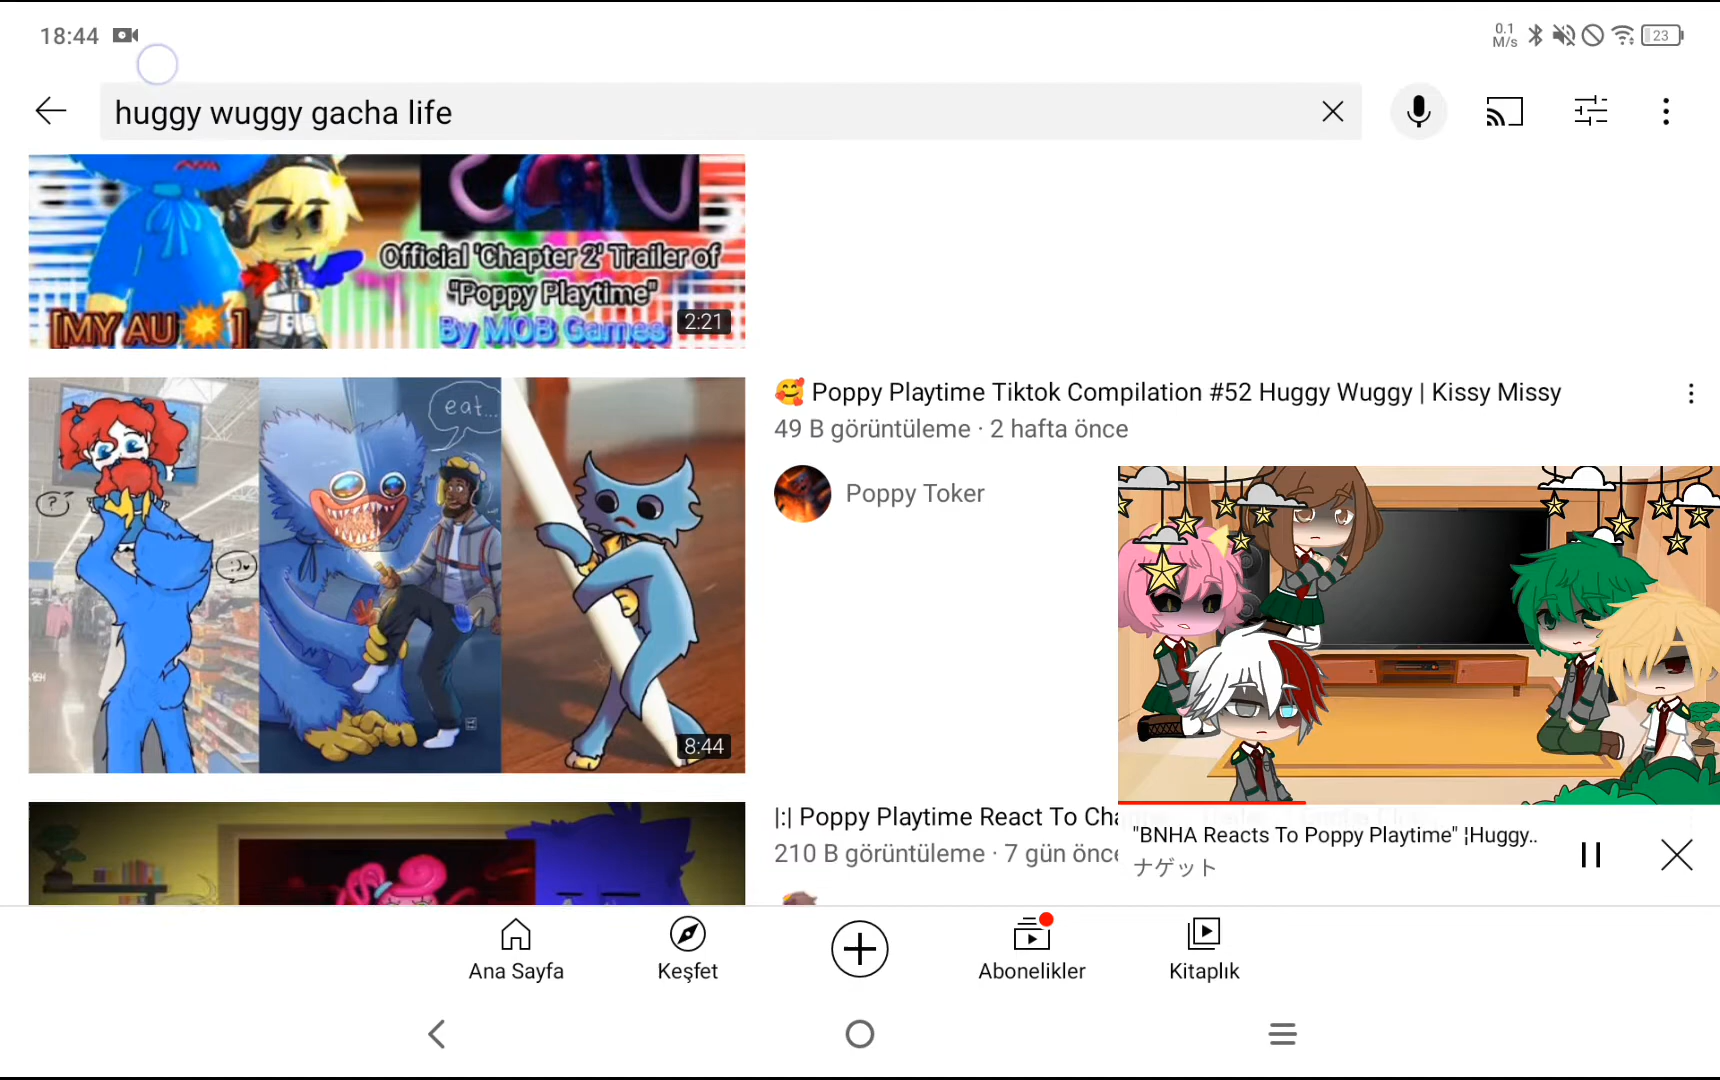 18:44
0.1
M/s
23
huggy wuggy gacha life
Official 'Chapter 2' Trailer of
"Poppy Playtime"
By MOB Games
[MY AU💥]
2:21
🥰 Poppy Playtime Tiktok Compilation #52 Huggy Wuggy | Kissy Missy
49 B görüntüleme · 2 hafta önce
Poppy Toker
eat...
?
8:44
|:| Poppy Playtime React To Cha
210 B görüntüleme · 7 gün önce
"BNHA Reacts To Poppy Playtime" ¦Huggy..
ナゲット
Ana Sayfa
Keşfet
Abonelikler
Kitaplık